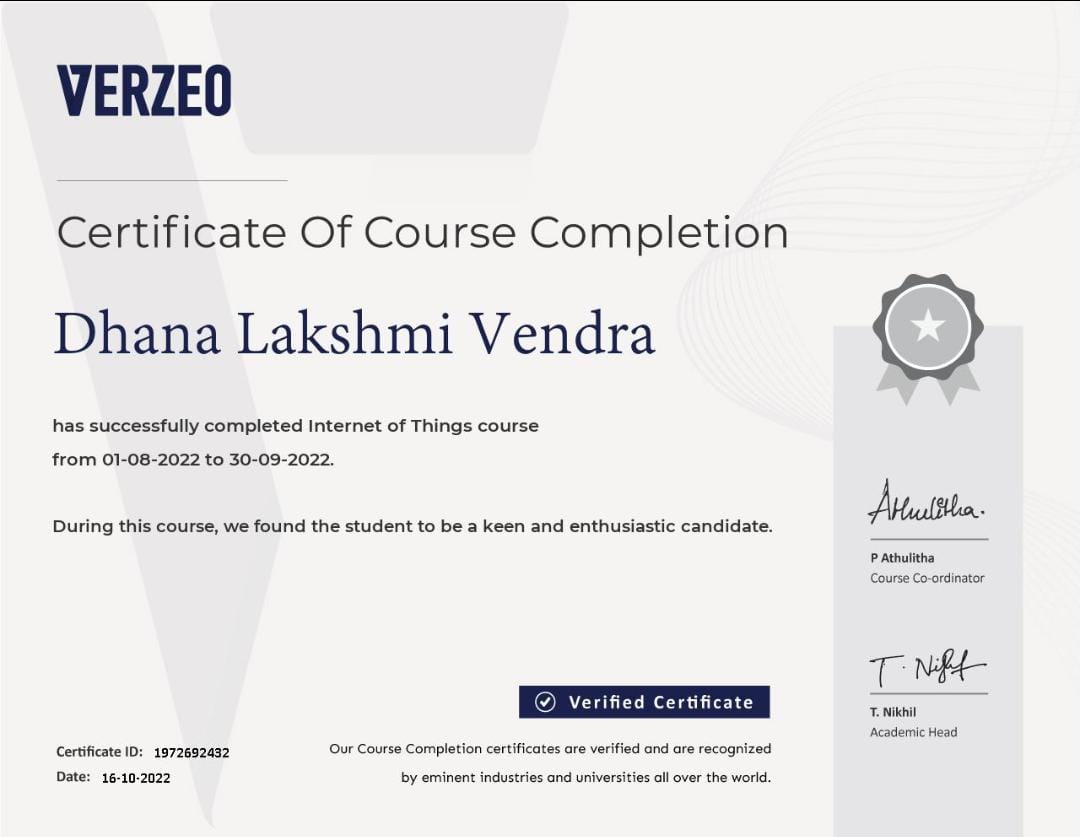 VERZEO
Certificate Of Course Completion
Dhana Lakshmi Vendra
has successfully completed Internet of Things course
from 01-08-2022 to 30-09-2022.
During this course, we found the student to be a keen and enthusiastic candidate.
Athulitha.
P Athulitha
Course Co-ordinator
T. Nikhil
T. Nikhil
Academic Head
Verified Certificate
Our Course Completion certificates are verified and are recognized
by eminent industries and universities all over the world.
Certificate ID: 1972692432
Date: 16-10-2022